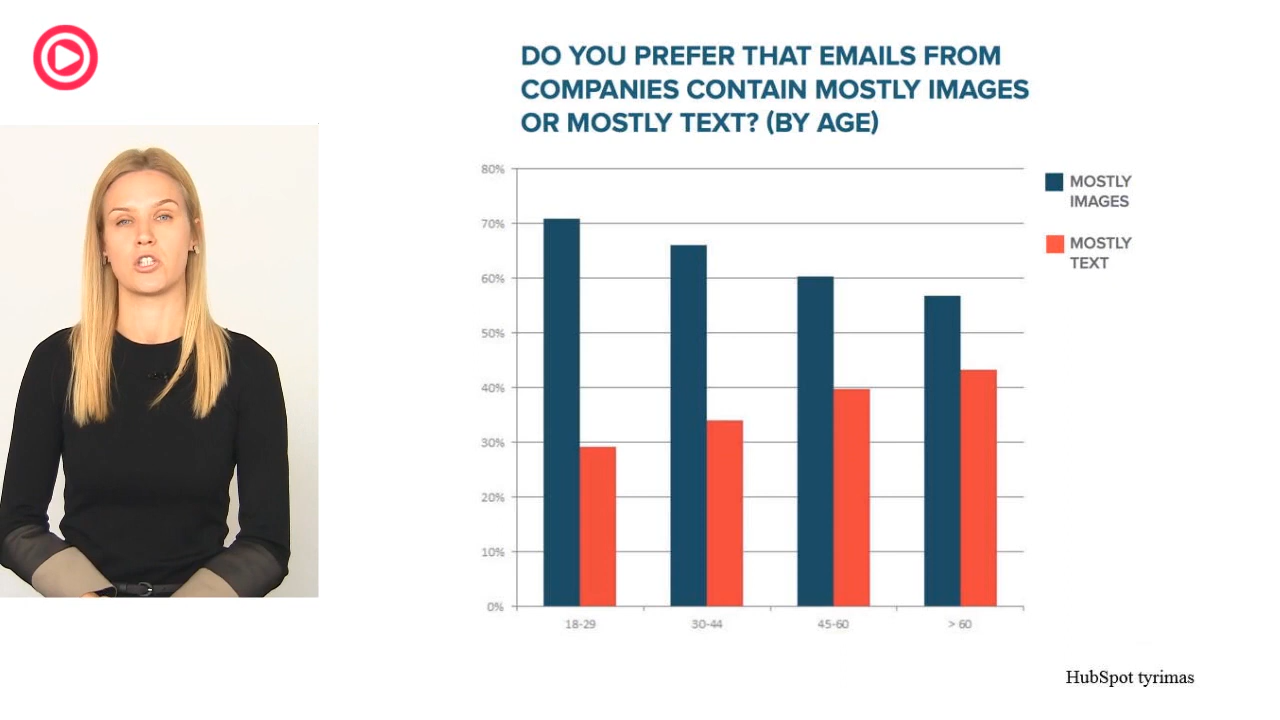 DO YOU PREFER THAT EMAILS FROM
COMPANIES CONTAIN MOSTLY IMAGES
OR MOSTLY TEXT? (BY AGE)
80%
70%
60%
50%
40%
30%
20%
10%
0%
18-29
30-44
45-60
> 60
MOSTLY
IMAGES
MOSTLY
TEXT
HubSpot tyrimas